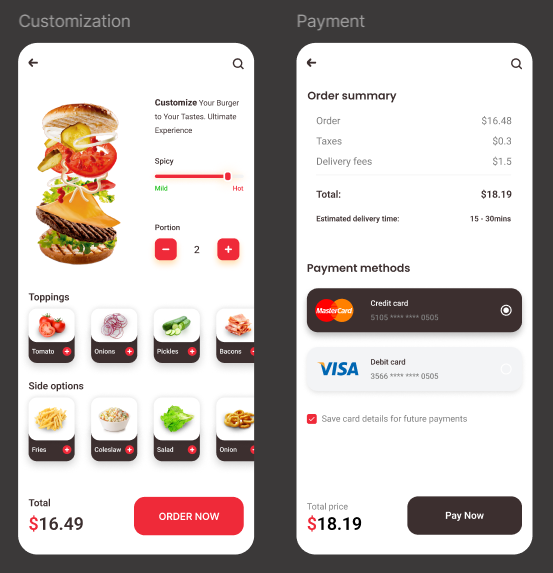 Customization
Customize Your Burger
to Your Tastes. Ultimate
Experience
Spicy
Mild
Hot
Portion
2
Toppings
Tomato
Onions
Pickles
Bacons
Side options
Fries
Coleslaw
Salad
Onion
Total
$16.49
ORDER NOW
Payment
Order summary
Order
$16.48
Taxes
$0.3
Delivery fees
$1.5
Total:
$18.19
Estimated delivery time:
15 - 30mins
Payment methods
MasterCard
Credit card
5105 **** **** 0505
VISA
Debit card
3566 **** **** 0505
Save card details for future payments
Total price
$18.19
Pay Now